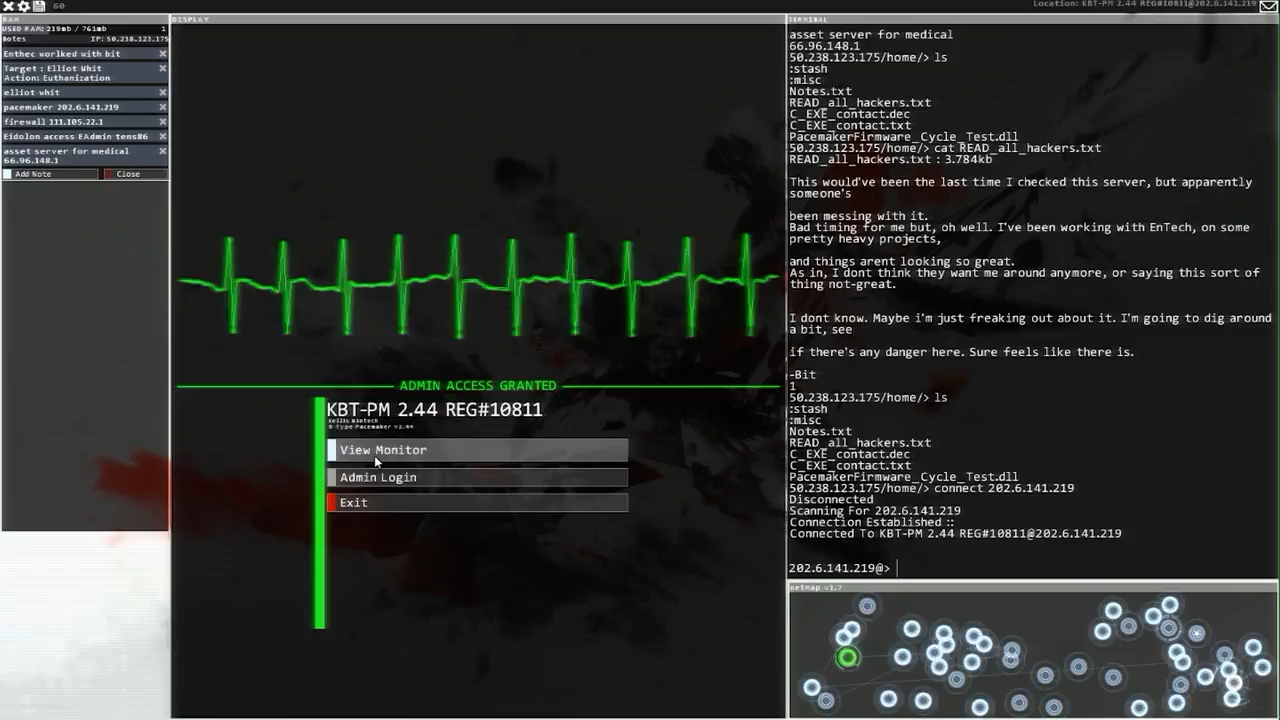 60
Location: KBT-PM 2.44 REG#10811@202.6.141.219
RAM
USED RAM: 219mb / 761mb
1
Notes
IP: 50.238.123.175
Enthec worlked with bit
Target : Elliot Whit
Action: Euthanization
elliot whit
pacemaker 202.6.141.219
firewall 111.105.22.1
Eidolon access EAdmin tens86
asset server for medical
66.96.148.1
Add Note
Close
DISPLAY
ADMIN ACCESS GRANTED
KBT-PM 2.44 REG#10811
Kellis Biotech
B-Type Pacemaker v2.44
View Monitor
Admin Login
Exit
TERMINAL
asset server for medical
66.96.148.1
50.238.123.175/home/> ls
:stash
:misc
Notes.txt
READ_all_hackers.txt
C_EXE_contact.dec
C_EXE_contact.txt
PacemakerFirmware_Cycle_Test.dll
50.238.123.175/home/> cat READ_all_hackers.txt
READ_all_hackers.txt : 3.784kb
This would've been the last time I checked this server, but apparently
someone's
been messing with it.
Bad timing for me but, oh well. I've been working with EnTech, on some
pretty heavy projects,
and things arent looking so great.
As in, I dont think they want me around anymore, or saying this sort of
thing not-great.
I dont know. Maybe i'm just freaking out about it. I'm going to dig around
a bit, see
if there's any danger here. Sure feels like there is.
-Bit
1
50.238.123.175/home/> ls
:stash
:misc
Notes.txt
READ_all_hackers.txt
C_EXE_contact.dec
C_EXE_contact.txt
PacemakerFirmware_Cycle_Test.dll
50.238.123.175/home/> connect 202.6.141.219
Disconnected
Scanning For 202.6.141.219
Connection Established ::
Connected To KBT-PM 2.44 REG#10811@202.6.141.219
202.6.141.219@>
netMap v1.7